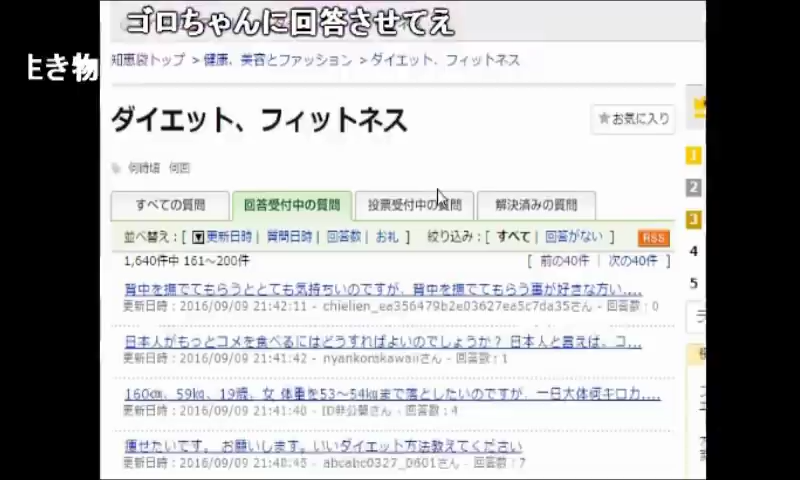 ゴロちゃんに回答させてえ
生き物
知恵袋トップ > 健康、美容とファッション > ダイエット、フィットネス
ダイエット、フィットネス
★お気に入り
何時頃 何回
すべての質問 回答受付中の質問 投票受付中の質問 解決済みの質問
並べ替え：[ ▼更新日時 | 質問日時 | 回答数 | お礼 ] 絞り込み：[ すべて | 回答がない ] RSS
1,640件中 161～200件 [ 前の40件 | 次の40件 ]
背中を撫でてもらうととても気持ちいいのですが、背中を撫でてもらう事が好きな方い....
更新日時：2016/09/09 21:42:11 - chielien_ea356479b2e03627ea5c7da35さん - 回答数：0
日本人がもっとコメを食べるにはどうすればよいのでしょうか？ 日本人と言えば、コ...
更新日時：2016/09/09 21:41:42 - nyankonokawaiiさん - 回答数：1
160㎝、59㎏、19歳、女 体重を53～54㎏まで落としたいのですが、一日大体何キロカ....
更新日時：2016/09/09 21:41:40 - ID非公開さん - 回答数：4
痩せたいです。 お願いします。いいダイエット方法教えてください
更新日時：2016/09/09 21:40:45 - abcabc0327_0601さん - 回答数：7
1
2
3
4
5